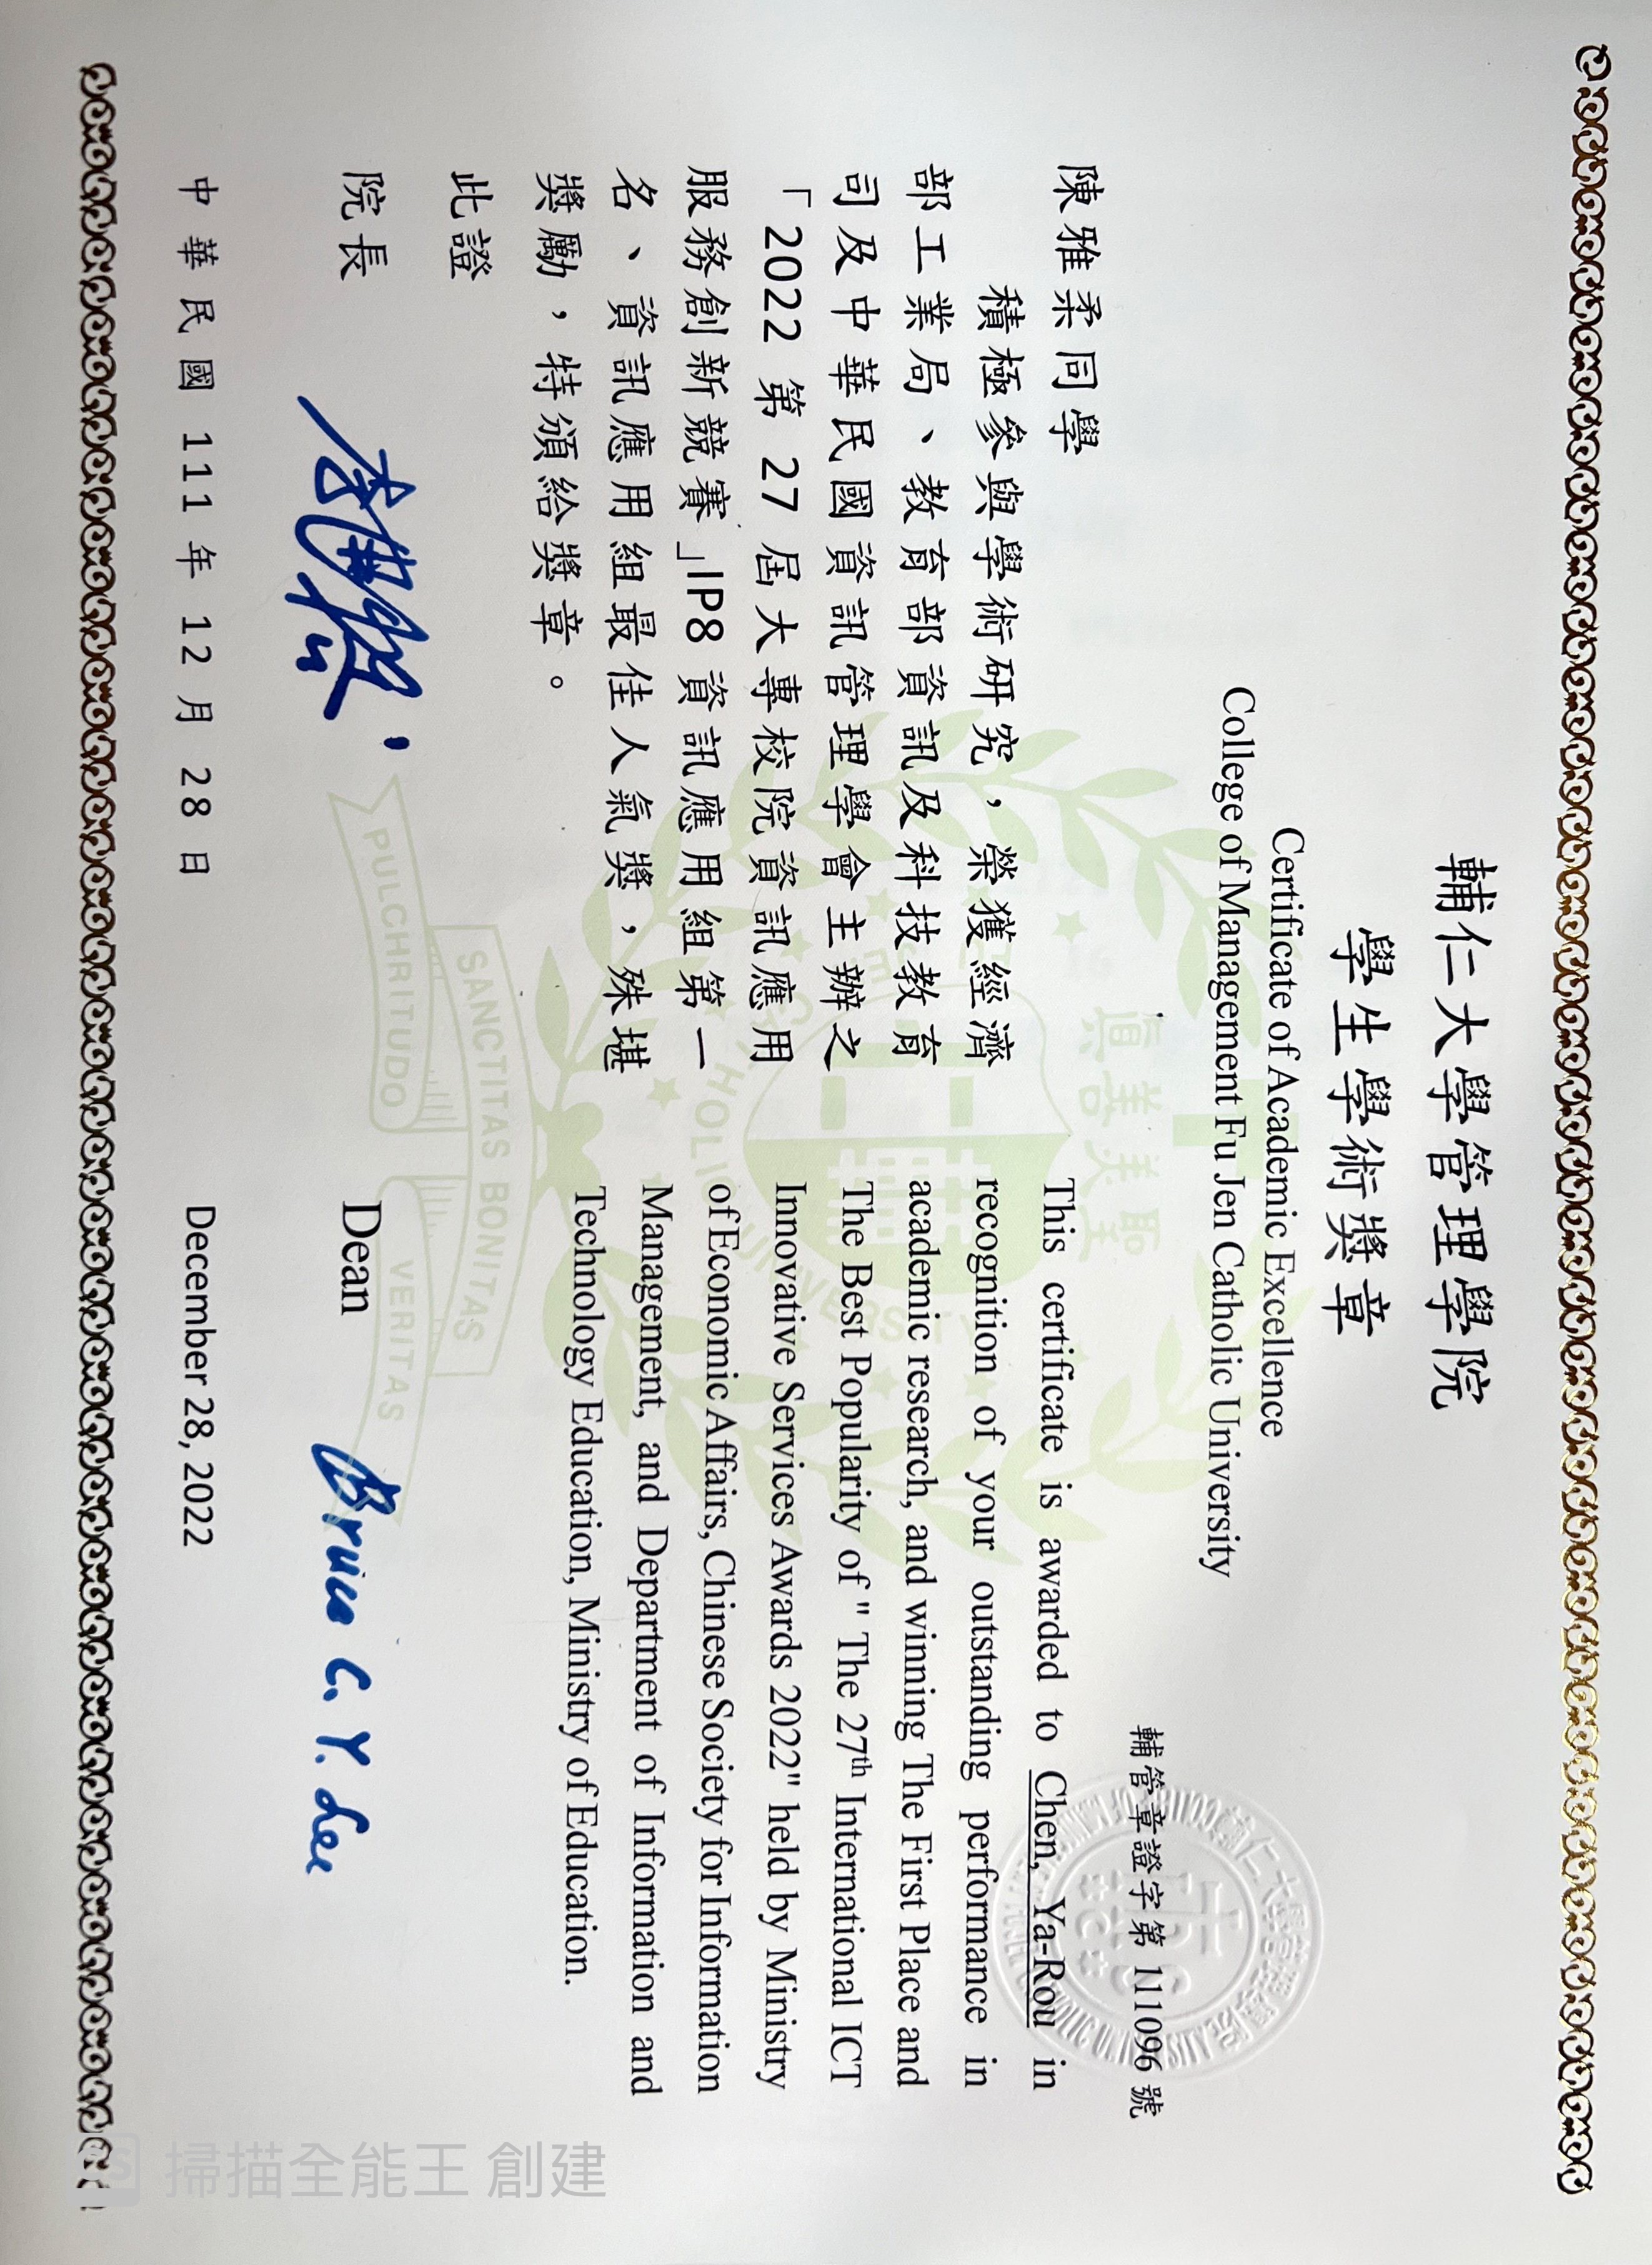 輔仁大學管理學院
學生學術獎章
Certificate of Academic Excellence
College of Management Fu Jen Catholic University
輔管章證字第 111096 號
陳雅柔同學
積極參與學術研究，榮獲經濟
部工業局、教育部資訊及科技教育
司及中華民國資訊管理學會主辦之
「2022 第 27 屆大專校院資訊應用
服務創新競賽」IP8 資訊應用組第一
名、資訊應用組最佳人氣獎，殊堪
獎勵，特頒給獎章。
此證
院長
中華民國 111 年 12 月 28 日
This certificate is awarded to Chen, Ya-Rou in
recognition of your outstanding performance in
academic research, and winning The First Place and
The Best Popularity of " The 27th International ICT
Innovative Services Awards 2022" held by Ministry
of Economic Affairs, Chinese Society for Information
Management, and Department of Information and
Technology Education, Ministry of Education.
Dean
Bruce C. Y. Lee
December 28, 2022
真善美聖
SANCTITAS BONITAS
PULCHRITUDO VERITAS
掃描全能王 創建